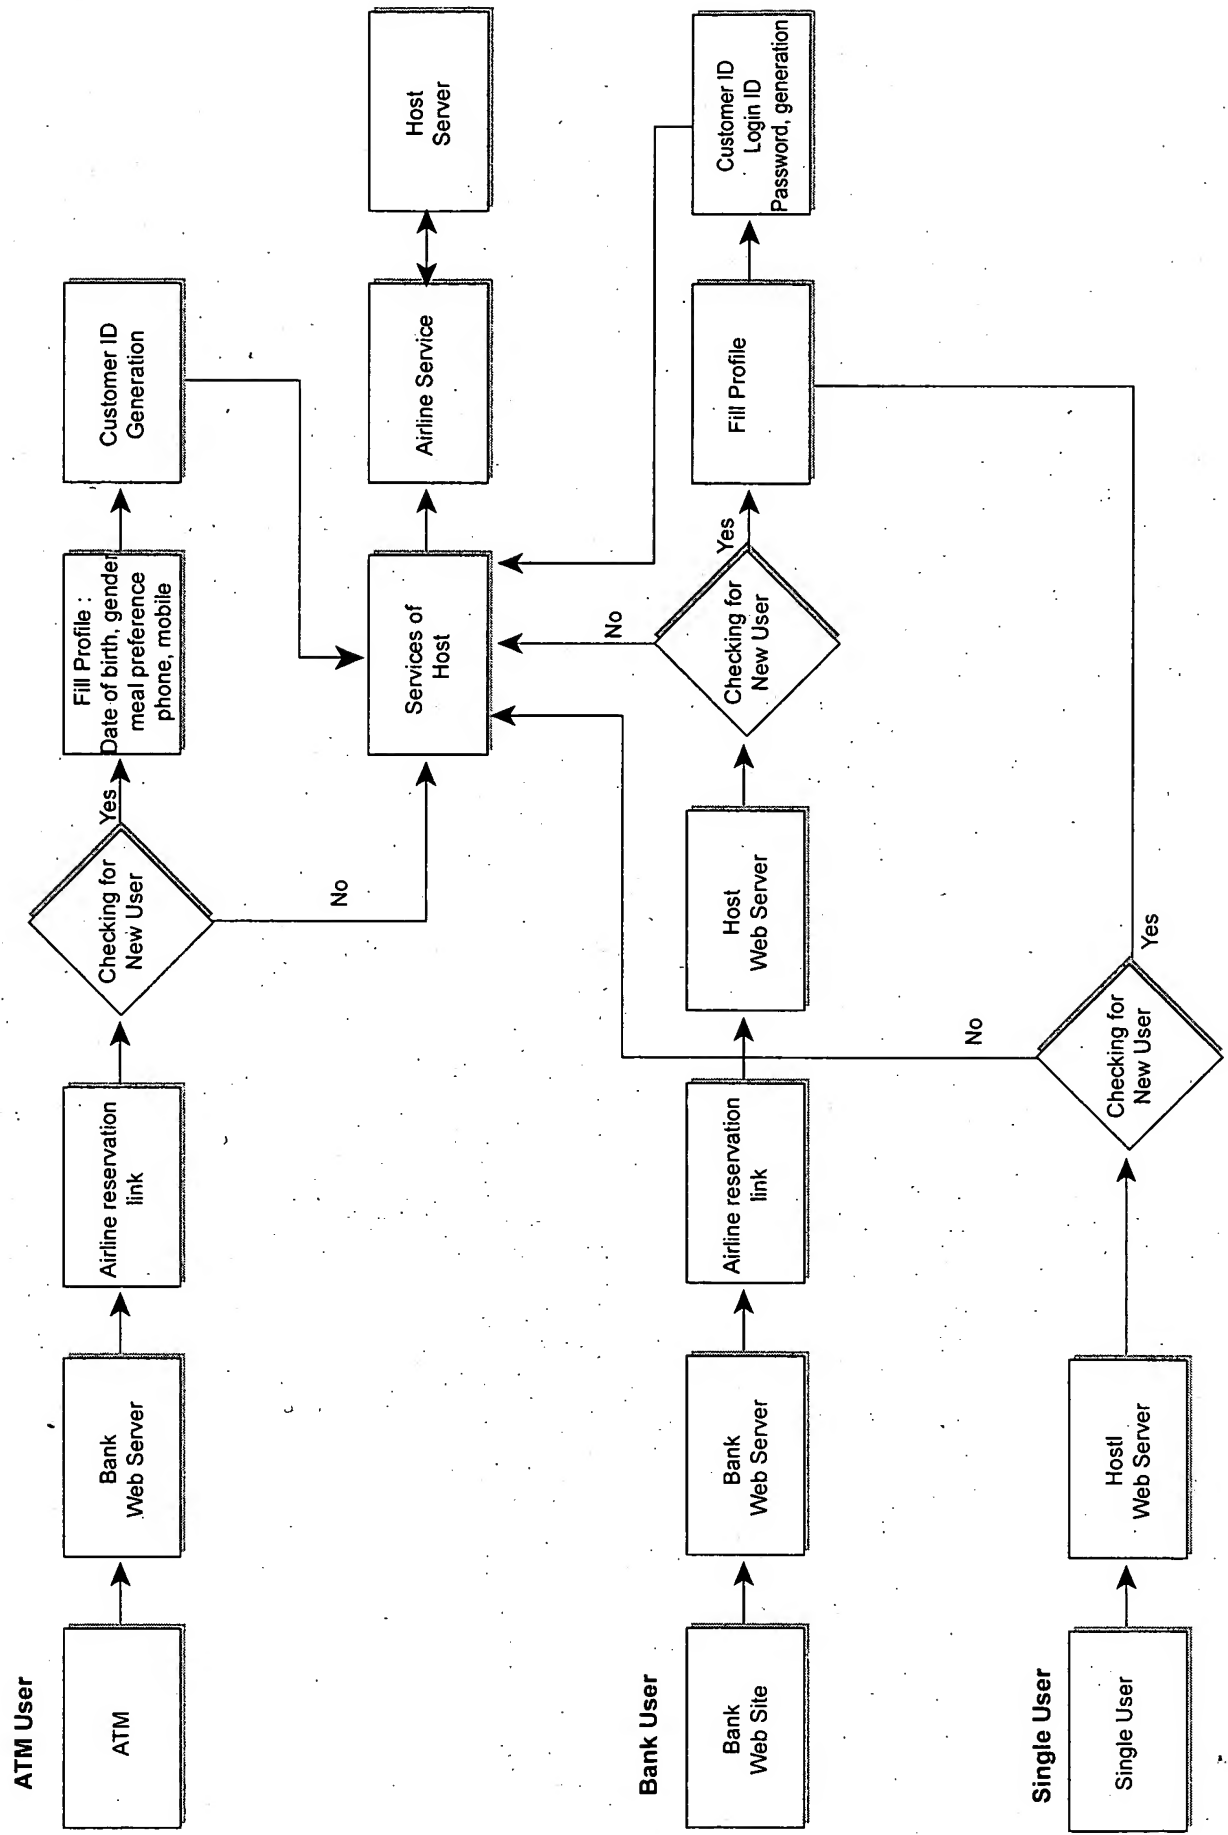 ATM User
ATM
Bank
Web Server
Airline reservation
link
Checking for
New User
Yes
No
Fill Profile :
Date of birth, gender
meal preference
phone, mobile
Customer ID
Generation
Services of
Host
Airline Service
Host
Server
Bank User
Bank
Web Site
Bank
Web Server
Airline reservation
link
Host
Web Server
Checking for
New User
No
Yes
Fill Profile
Customer ID
Login ID
Password, generation
Single User
Single User
Hostl
Web Server
Checking for
New User
No
Yes